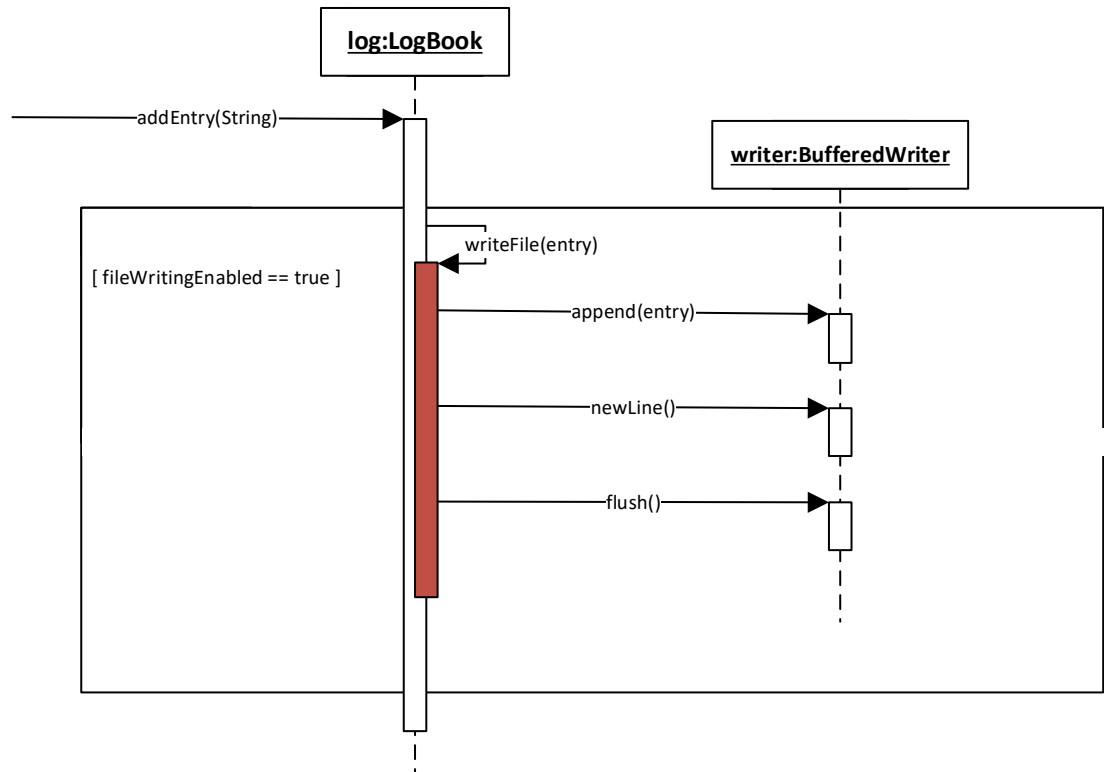 log:LogBook
addEntry(String)
writer:BufferedWriter
writeFile(entry)
[ fileWritingEnabled == true ]
append(entry)
newLine()
flush()